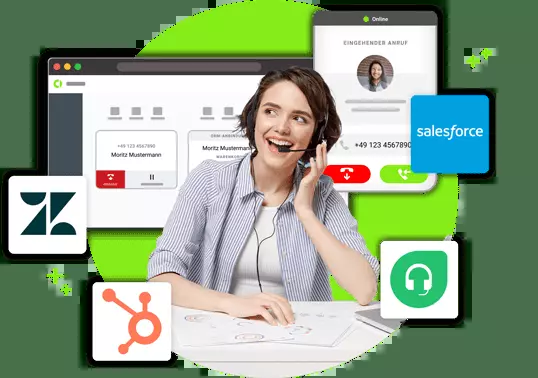 Online
EINGEHENDER ANRUF
+49 123 4567890
salesforce
+49 123 4567890
Moritz Mustermann
Moritz Mustermann